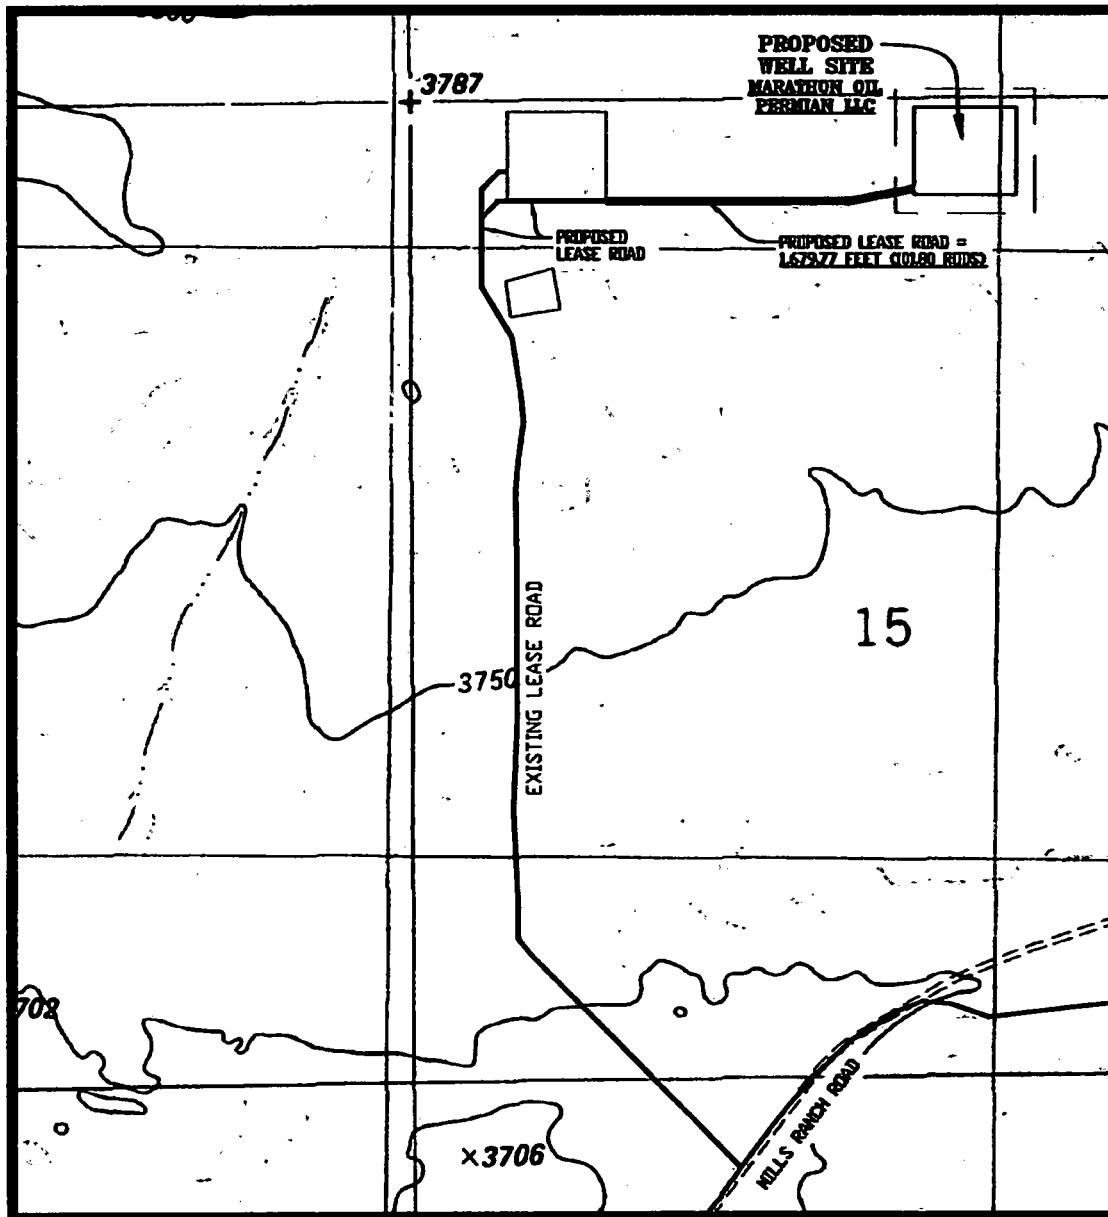 PROPOSED
WELL SITE
MARATHON OIL
PERMIAN LLC
3787
PROPOSED
LEASE ROAD
PROPOSED LEASE ROAD =
1,679.77 FEET (101.80 RODS)
15
EXISTING LEASE ROAD
3750
702
×3706
MILLS RANCH ROAD